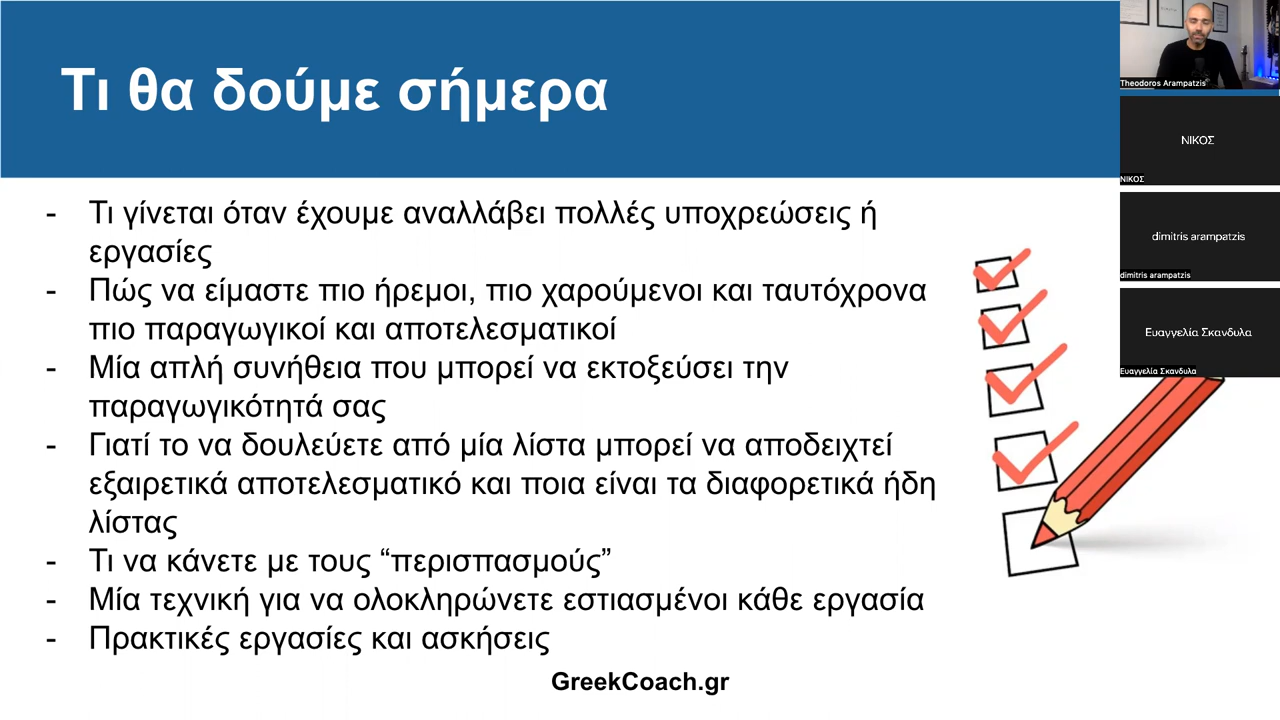 Τι θα δούμε σήμερα
- Τι γίνεται όταν έχουμε αναλλάβει πολλές υποχρεώσεις ή
εργασίες
- Πώς να είμαστε πιο ήρεμοι, πιο χαρούμενοι και ταυτόχρονα
πιο παραγωγικοί και αποτελεσματικοί
- Μία απλή συνήθεια που μπορεί να εκτοξεύσει την
παραγωγικότητά σας
- Γιατί το να δουλεύετε από μία λίστα μπορεί να αποδειχτεί
εξαιρετικά αποτελεσματικό και ποια είναι τα διαφορετικά ήδη
λίστας
- Τι να κάνετε με τους “περισπασμούς”
- Μία τεχνική για να ολοκληρώνετε εστιασμένοι κάθε εργασία
- Πρακτικές εργασίες και ασκήσεις
GreekCoach.gr
Theodoros Arampatzis
ΝΙΚΟΣ
ΝΙΚΟΣ
dimitris arampatzis
dimitris arampatzis
Ευαγγελία Σκανδυλα
Ευαγγελία Σκανδυλα